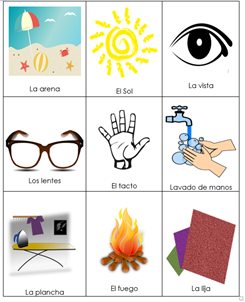 La arena
El Sol
La vista
Los lentes
El tacto
Lavado de manos
La plancha
El fuego
La lija